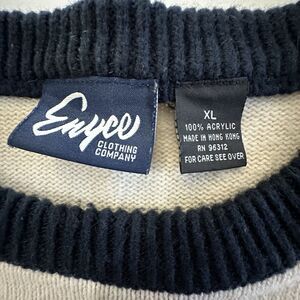 Enyce
CLOTHING
COMPANY
XL
100% ACRYLIC
MADE IN HONG KONG
RN 96312
FOR CARE SEE OVER